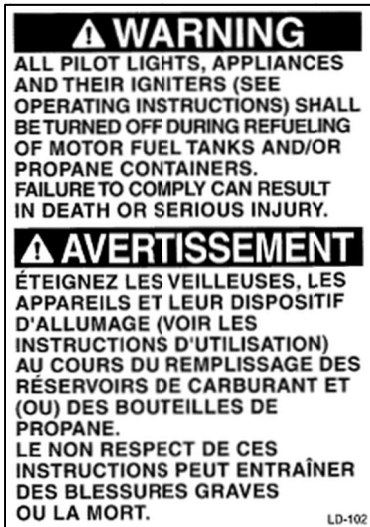 ⚠ WARNING
ALL PILOT LIGHTS, APPLIANCES
AND THEIR IGNITERS (SEE
OPERATING INSTRUCTIONS) SHALL
BE TURNED OFF DURING REFUELING
OF MOTOR FUEL TANKS AND/OR
PROPANE CONTAINERS.
FAILURE TO COMPLY CAN RESULT
IN DEATH OR SERIOUS INJURY.
⚠ AVERTISSEMENT
ÉTEIGNEZ LES VEILLEUSES, LES
APPAREILS ET LEUR DISPOSITIF
D'ALLUMAGE (VOIR LES
INSTRUCTIONS D'UTILISATION)
AU COURS DU REMPLISSAGE DES
RÉSERVOIRS DE CARBURANT ET
(OU) DES BOUTEILLES DE
PROPANE.
LE NON RESPECT DE CES
INSTRUCTIONS PEUT ENTRAÎNER
DES BLESSURES GRAVES
OU LA MORT.
LD-102